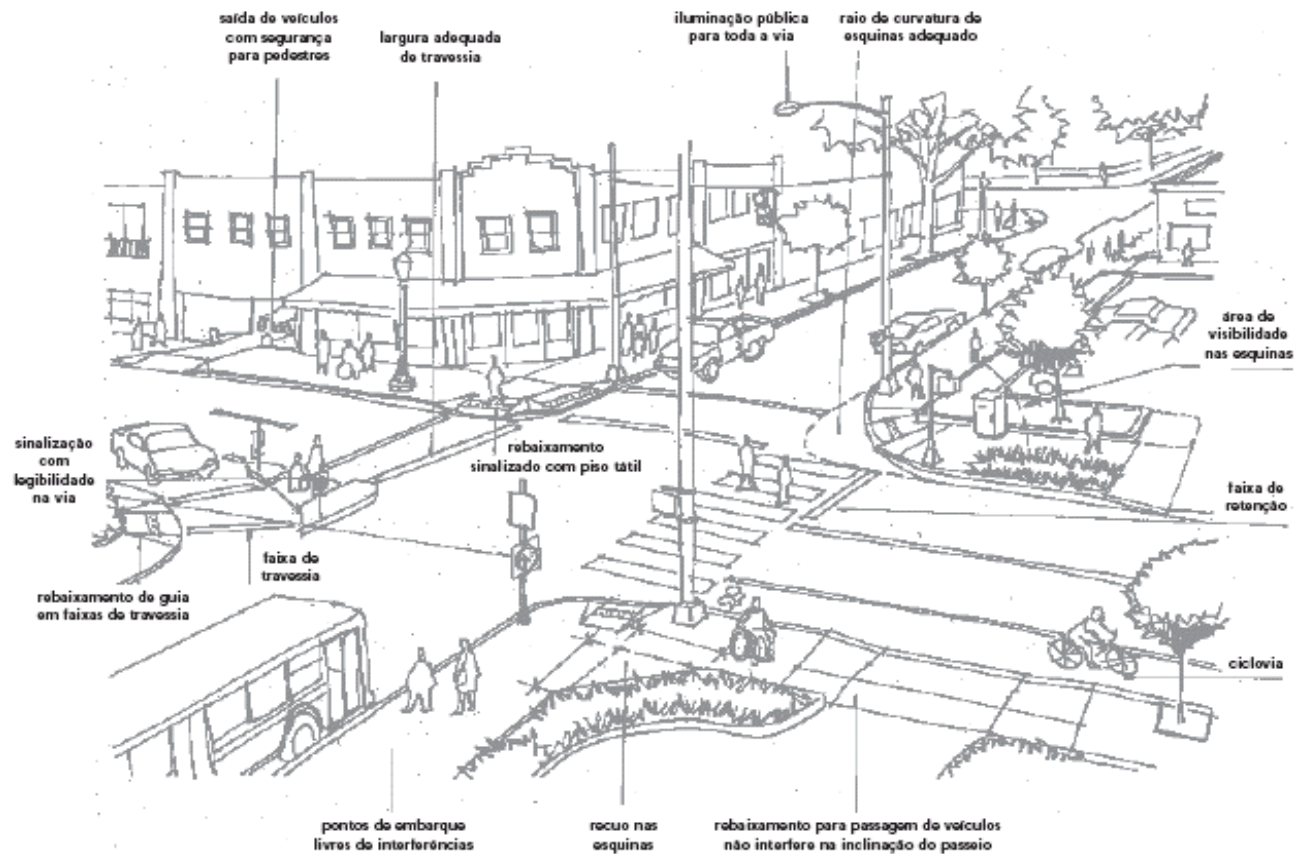 saída de veículos
com segurança
para pedestres
largura adequada
de travessia
iluminação pública
para toda a via
raio de curvatura de
esquinas adequado
área de
visibilidade
nas esquinas
sinalização
com
legibilidade
na via
rebaixamento
sinalizado com piso tátil
faixa de
retenção
faixa de
travessia
rebaixamento de guia
em faixas de travessia
ciclovia
pontos de embarque
livres de interferências
recuo nas
esquinas
rebaixamento para passagem de veículos
não interfere na inclinação do passeio